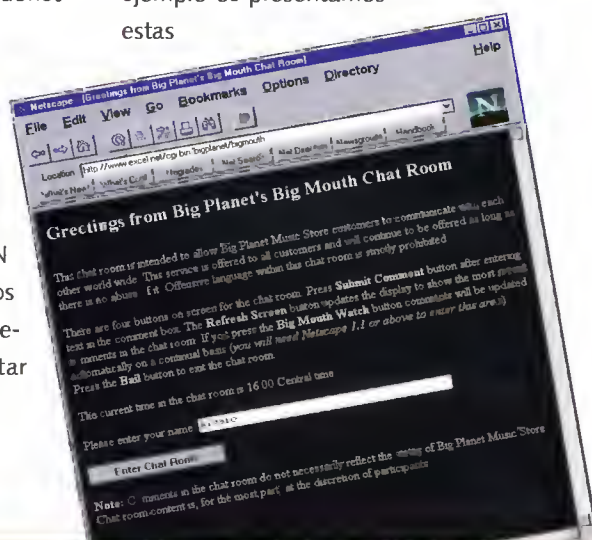 ejemplo os presentamos
estas
N
os
e-
tar
Netscape - [Greetings from Big Planet's Big Mouth Chat Room]
File Edit View Go Bookmarks Options Directory Help
Location http://www.excel.net/cgi-bin/bigplanet/bigmouth
What's New! What's Cool Upgrades Net Search Net Directory Newsgroups Handbook
N
Greetings from Big Planet's Big Mouth Chat Room
This chat room is intended to allow Big Planet Music Store customers to communicate with each
other world wide. This service is offered to all customers and will continue to be offered as long as
there is no abuse of it. Offensive language within this chat room is strictly prohibited
There are four buttons on screen for the chat room. Press Submit Comment button after entering
text in the comment box. The Refresh Screen button updates the display to show the most recent
comments in the chat room. If you press the Big Mouth Watch button comments will be updated
automatically on a continual basis (you will need Netscape 1.1 or above to enter this area)
Press the Bail button to exit the chat room
The current time in the chat room is 16:00 Central time
Please enter your name
Enter Chat Room
Note: Comments in the chat room do not necessarily reflect the of Big Planet Music Store
Chat room content is, for the most part, at the discretion of participants